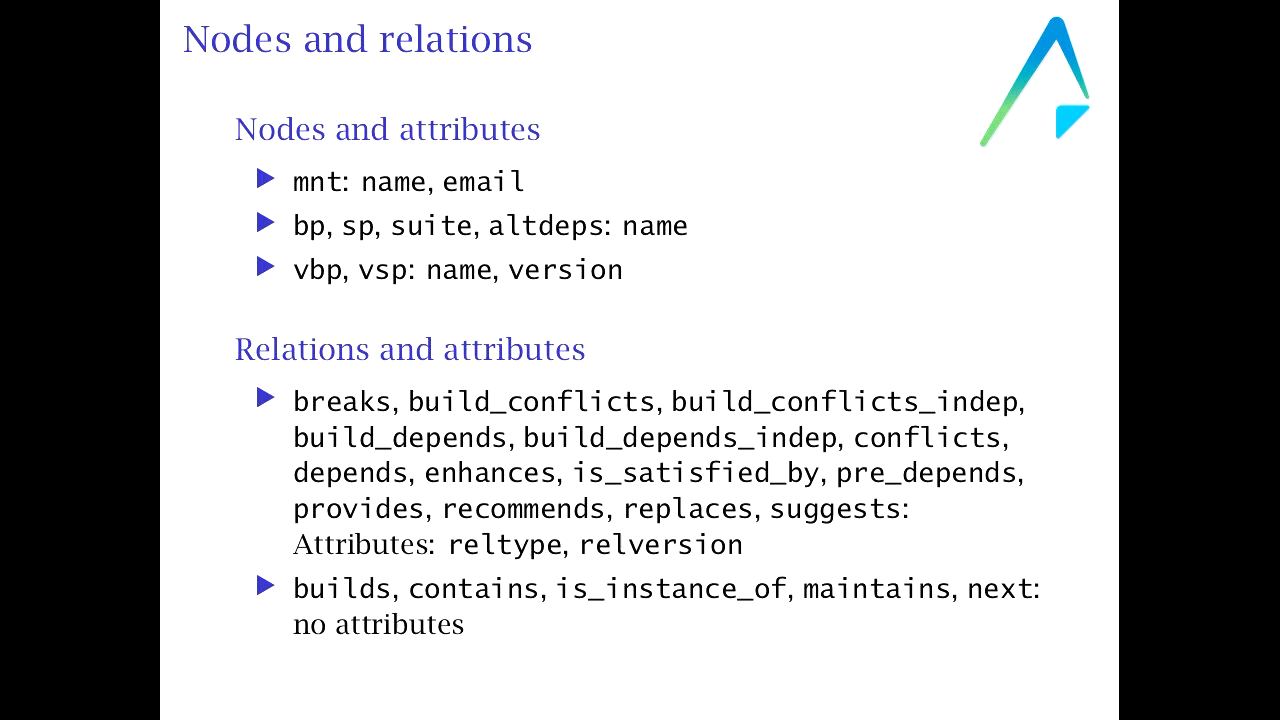 Nodes and relations
Nodes and attributes
mnt: name, email
bp, sp, suite, altdeps: name
vbp, vsp: name, version
Relations and attributes
breaks, build_conflicts, build_conflicts_indep,
build_depends, build_depends_indep, conflicts,
depends, enhances, is_satisfied_by, pre_depends,
provides, recommends, replaces, suggests:
Attributes: reltype, relversion
builds, contains, is_instance_of, maintains, next:
no attributes